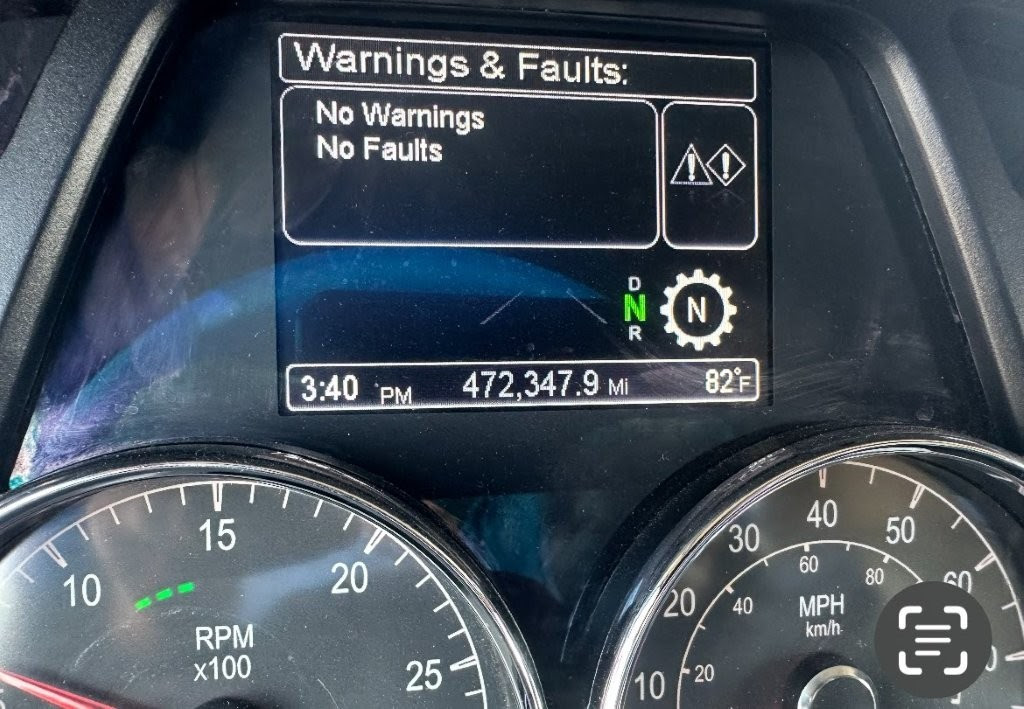 Warnings & Faults:
No Warnings
No Faults
D
N
R
N
3:40 PM 472,347.9 Mi 82°F
10 15 20 25
RPM
x100
10 20 30 40 50 60
20 40 60 80
MPH
km/h